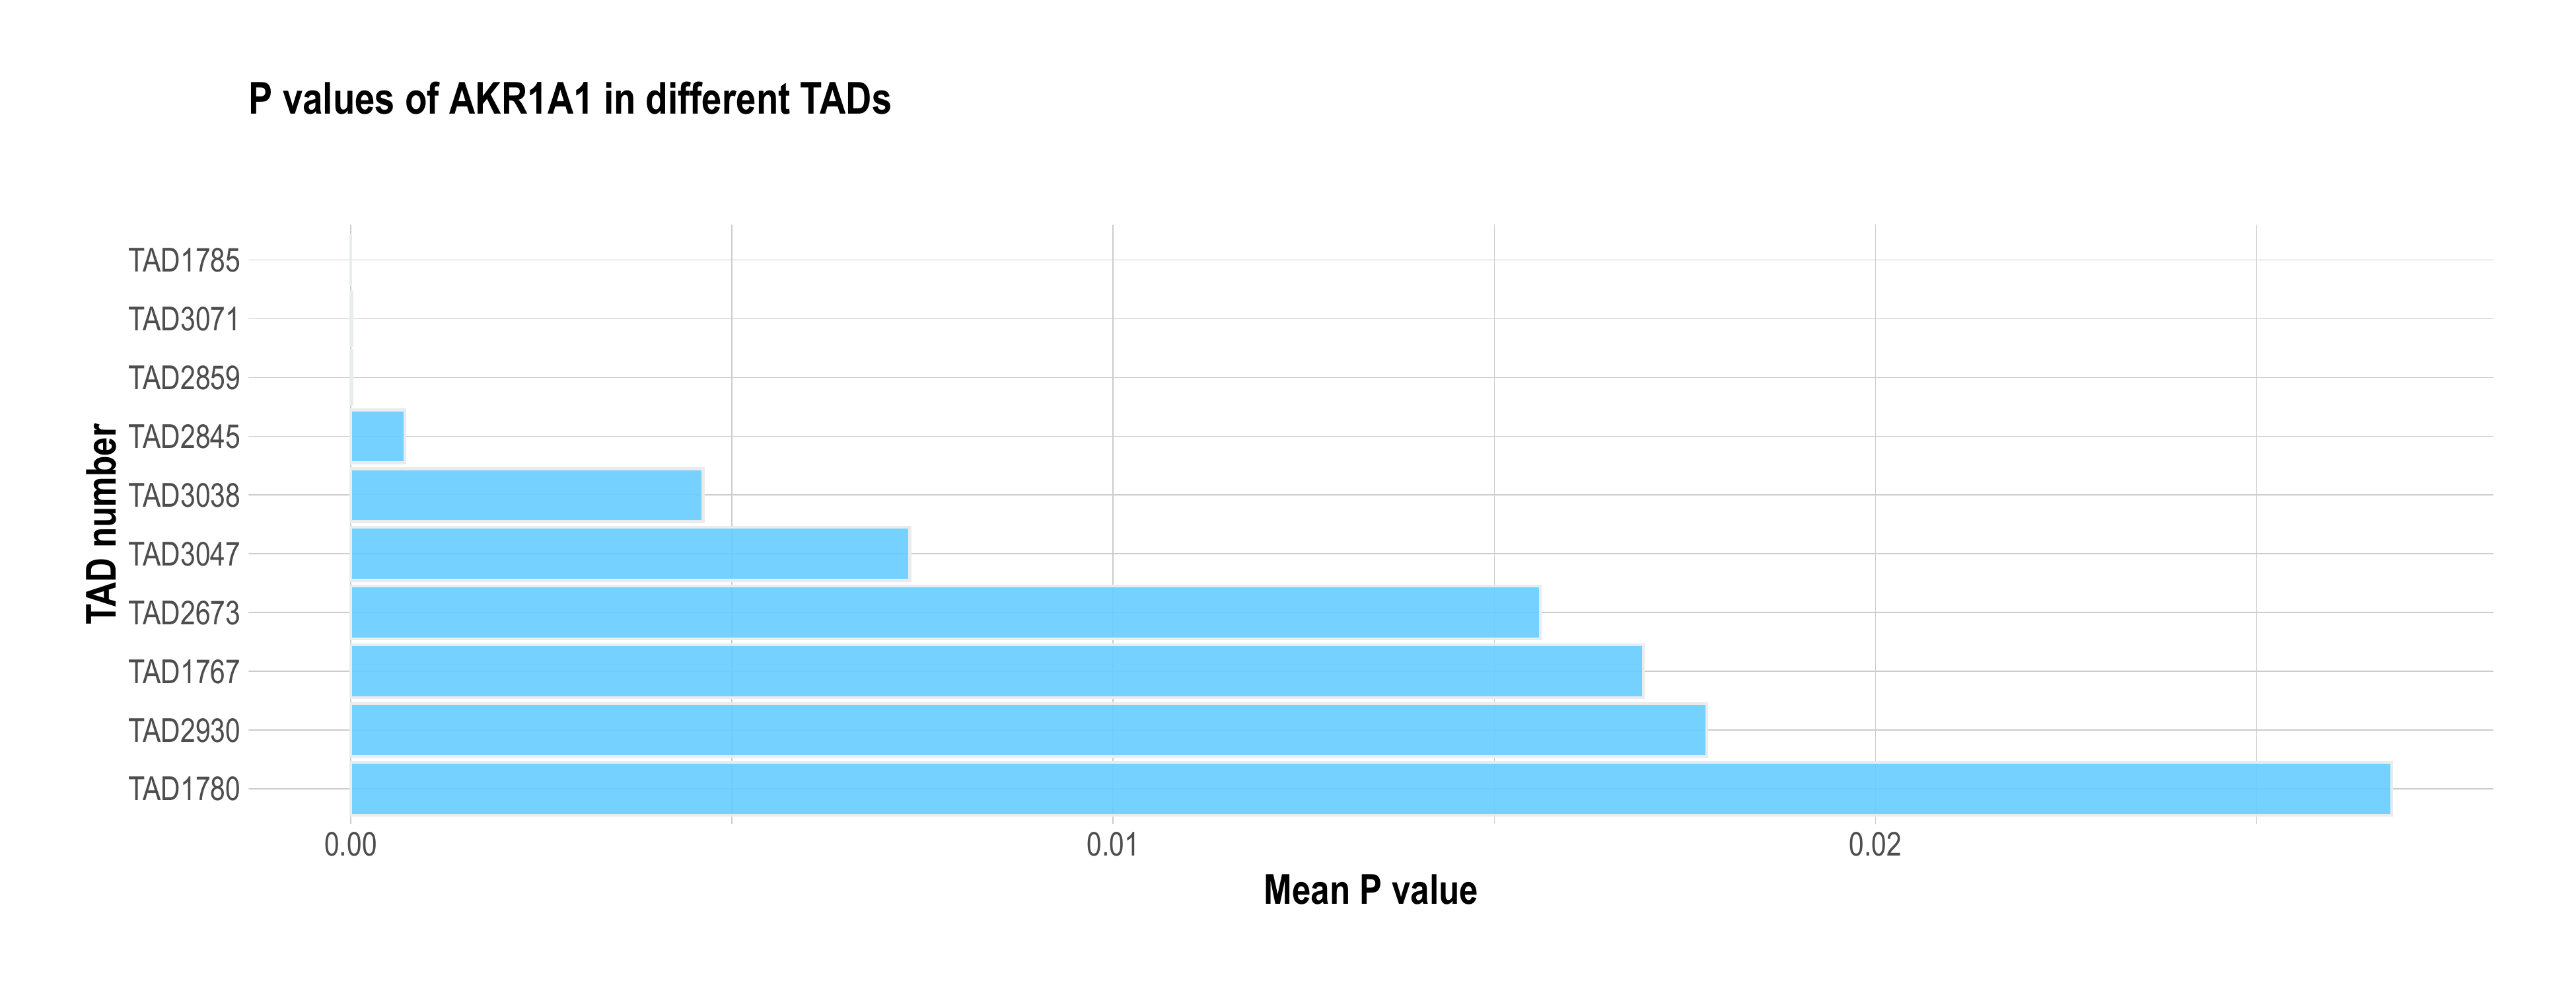 P values of AKR1A1 in different TADs
TAD number
TAD1785
TAD3071
TAD2859
TAD2845
TAD3038
TAD3047
TAD2673
TAD1767
TAD2930
TAD1780
0.00
0.01
0.02
Mean P value